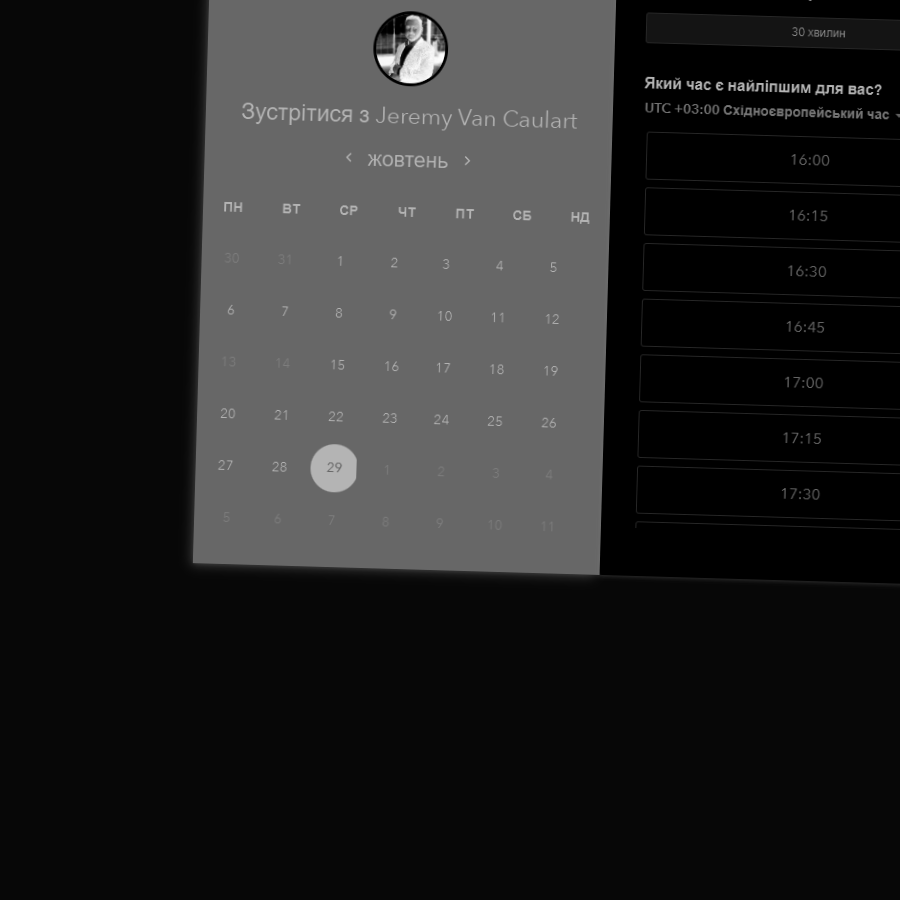 Зустрітися з Jeremy Van Caulart
жовтень
ПН ВТ СР ЧТ ПТ СБ НД
30 31 1 2 3 4 5
6 7 8 9 10 11 12
13 14 15 16 17 18 19
20 21 22 23 24 25 26
27 28 29 1 2 3 4
5 6 7 8 9 10 11
30 хвилин
Який час є найліпшим для вас?
UTC +03:00 Східноєвропейський час
16:00
16:15
16:30
16:45
17:00
17:15
17:30